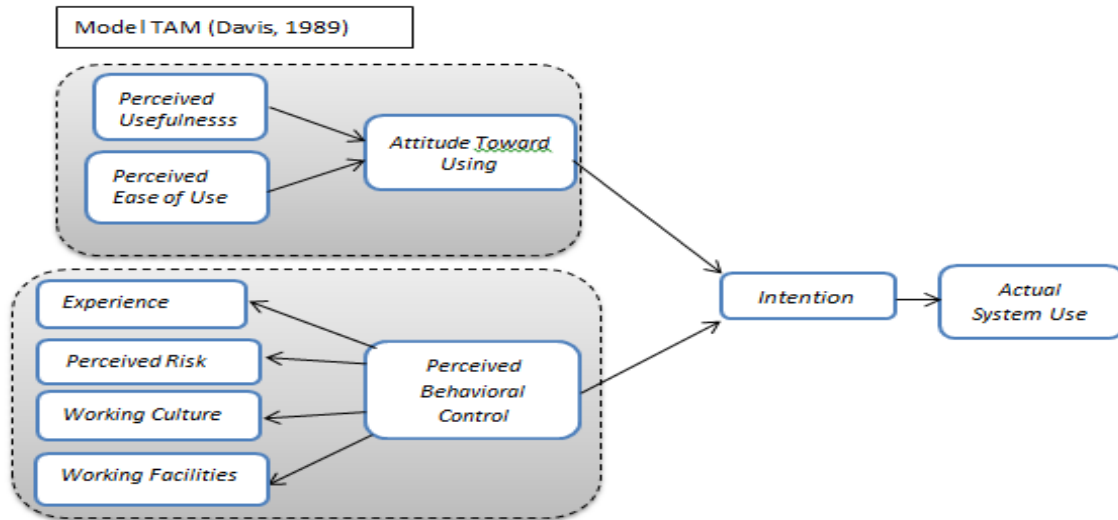 Model TAM (Davis, 1989)
Perceived
Usefulnesss
Perceived
Ease of Use
Attitude Toward
Using
Experience
Perceived Risk
Working Culture
Working Facilities
Perceived
Behavioral
Control
Intention
Actual
System Use